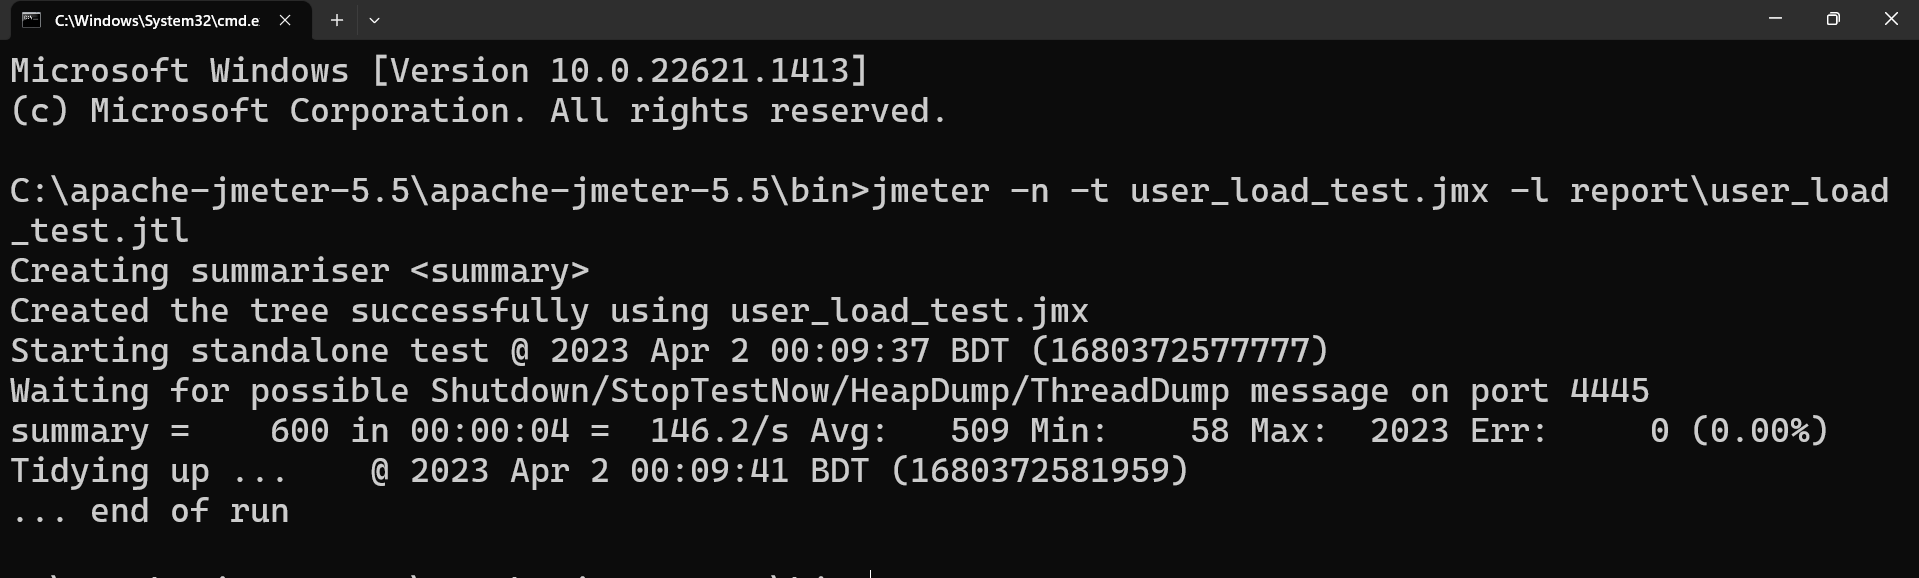 C:\Windows\System32\cmd.e
Microsoft Windows [Version 10.0.22621.1413]
(c) Microsoft Corporation. All rights reserved.
C:\apache-jmeter-5.5\apache-jmeter-5.5\bin>jmeter -n -t user_load_test.jmx -l report\user_load
_test.jtl
Creating summariser <summary>
Created the tree successfully using user_load_test.jmx
Starting standalone test @ 2023 Apr 2 00:09:37 BDT (1680372577777)
Waiting for possible Shutdown/StopTestNow/HeapDump/ThreadDump message on port 4445
summary =    600 in 00:00:04 =  146.2/s Avg:   509 Min:    58 Max:  2023 Err:     0 (0.00%)
Tidying up ...    @ 2023 Apr 2 00:09:41 BDT (1680372581959)
... end of run